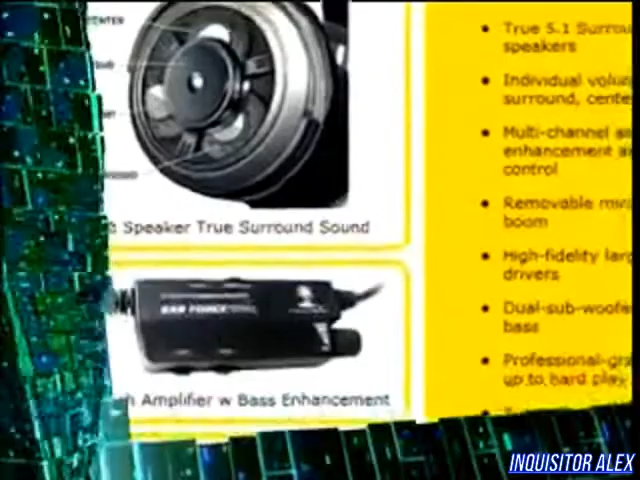 CENTER
Speaker True Surround Sound
EAR FORCE
Amplifier w Bass Enhancement
• True 5.1 Surrou
speakers
• Individual volu
surround, cente
• Multi-channel
enhancement
control
• Removable
boom
• High-fidelity lar
drivers
• Dual-sub-woofe
bass
• Professional-gra
up to hard play
INQUISITOR ALEX